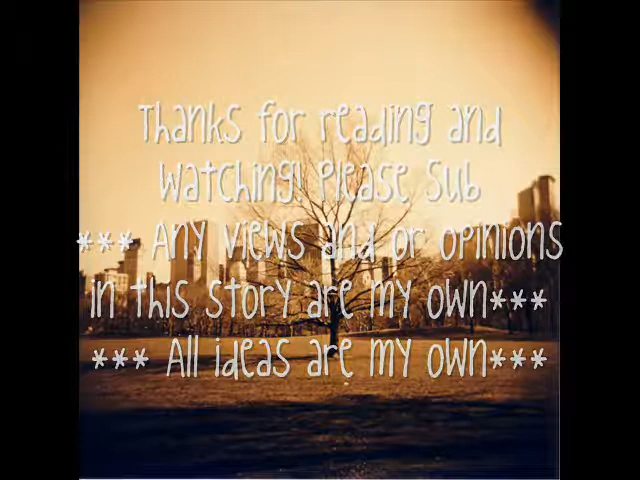 Thanks for reading and
watching! Please Sub
*** Any views and or opinions
in this story are my own***
*** All ideas are my own***